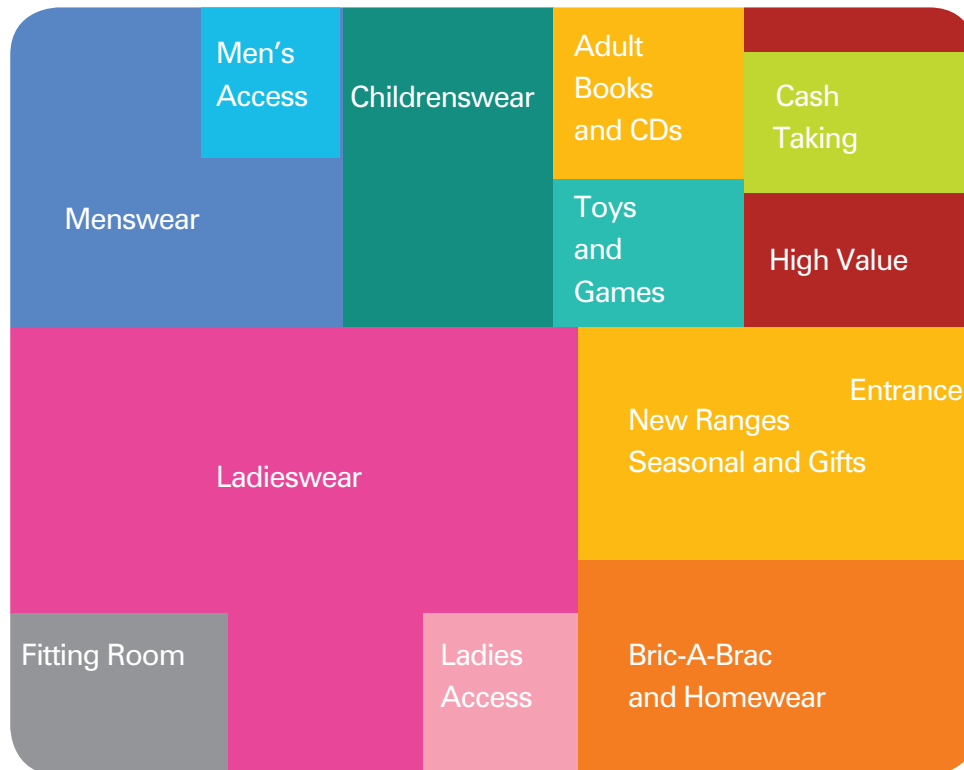 Men’s
Access
Childrenswear
Adult
Books
and CDs
Cash
Taking
Menswear
Toys
and
Games
High Value
Entrance
New Ranges
Seasonal and Gifts
Ladieswear
Fitting Room
Ladies
Access
Bric-A-Brac
and Homewear